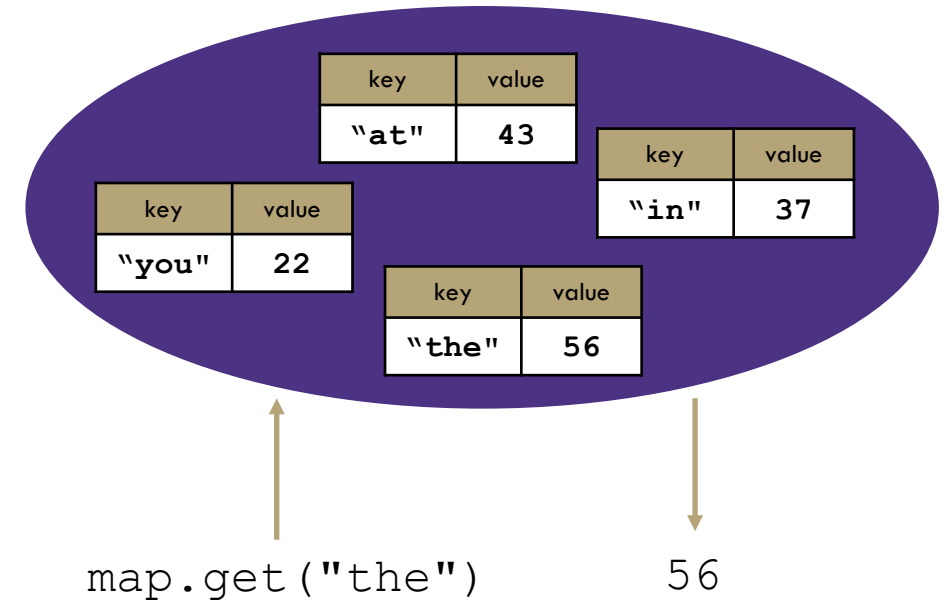 key value
“at" 43
key value
“in" 37
key value
“you" 22
key value
“the" 56
map.get("the") 56